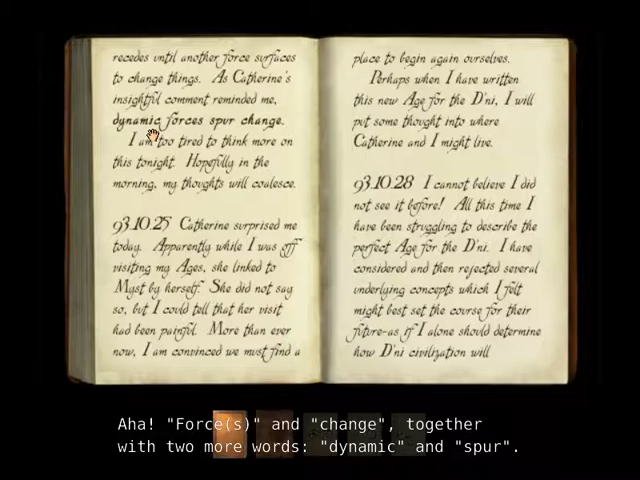 recedes until another force surfaces
to change things. As Catherine's
insightful comment reminded me,
dynamic forces spur change.
I am too tired to think more on
this tonight. Hopefully in the
morning, my thoughts will coalesce.
93.10.25 Catherine surprised me
today. Apparently while I was off
visiting my Ages, she linked to
Myst by herself. She did not say
so, but I could tell that her visit
had been painful. More than ever
now, I am convinced we must find a
place to begin again ourselves.
Perhaps when I have written
this new Age for the D'ni, I will
put some thought into where
Catherine and I might live.
93.10.28 I cannot believe I did
not see it before! All this time I
have been struggling to describe the
perfect Age for the D'ni. I have
considered and then rejected several
underlying concepts which I felt
might best set the course for their
future-as if I alone should determine
how D'ni civilization will
Aha! "Force(s)" and "change", together
with two more words: "dynamic" and "spur".